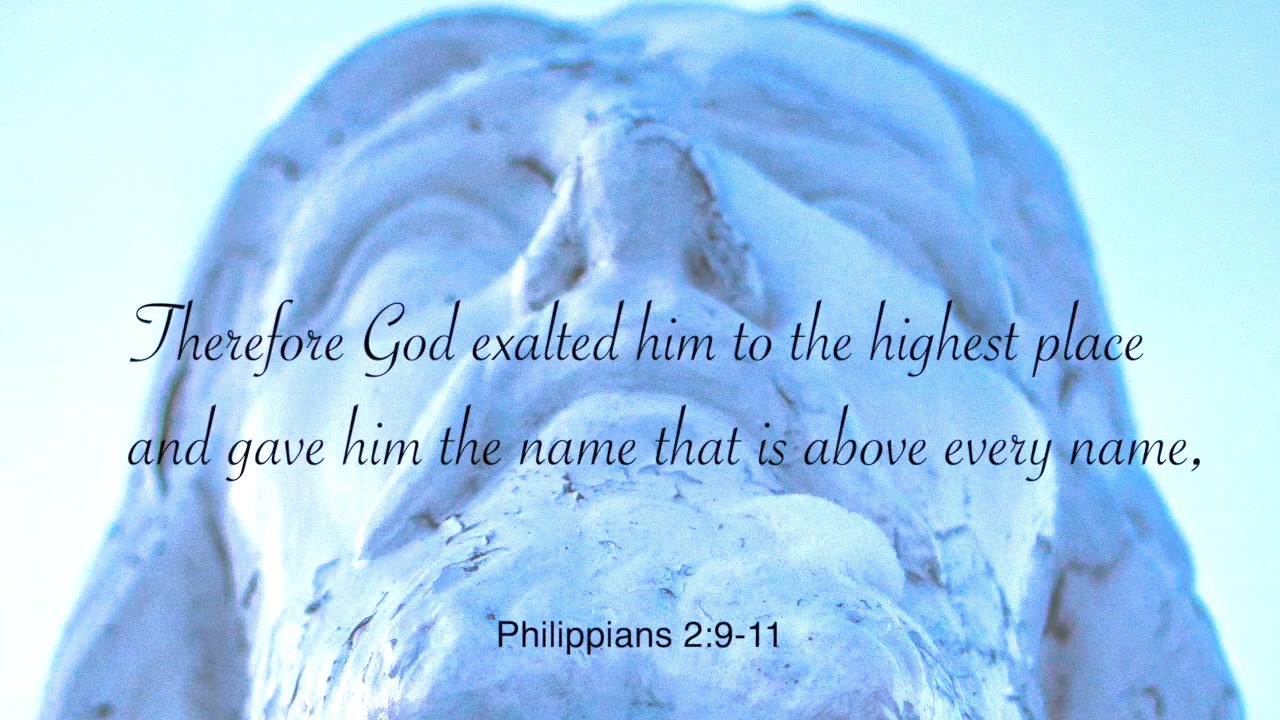 Therefore God exalted him to the highest place
and gave him the name that is above every name,
Philippians 2:9-11